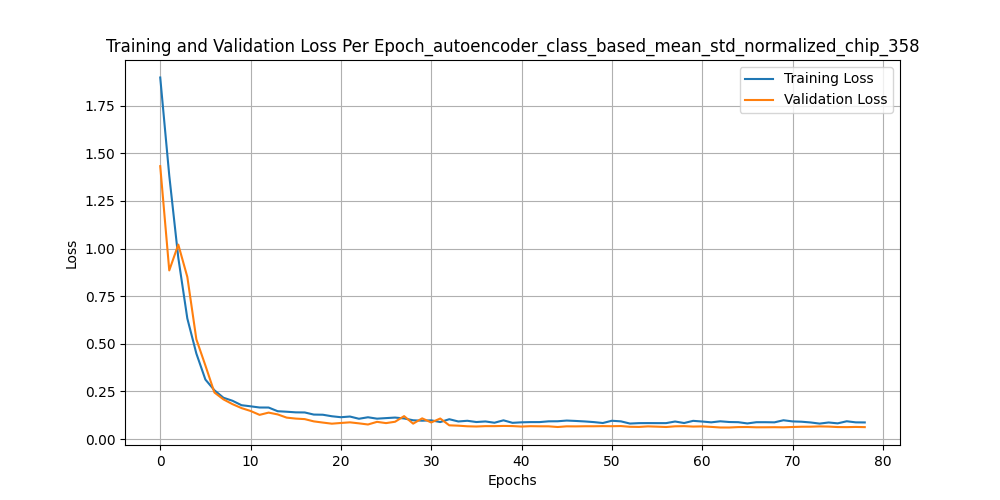 Training and Validation Loss Per Epoch_autoencoder_class_based_mean_std_normalized_chip_358
Training Loss
Validation Loss
1.75
1.50
1.25
1.00
0.75
0.50
0.25
0.00
Loss
0 10 20 30 40 50 60 70 80
Epochs